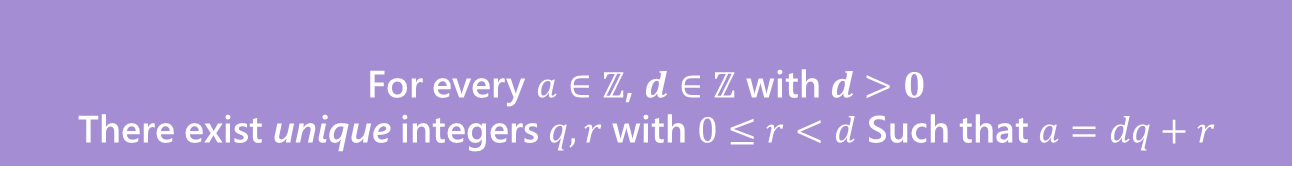 For every 𝑎 ∈ ℤ, 𝒅 ∈ ℤ with 𝒅 > 𝟎
There exist unique integers 𝑞, 𝑟 with 0 ≤ 𝑟 < 𝑑 Such that 𝑎 = 𝑑𝑞 + 𝑟